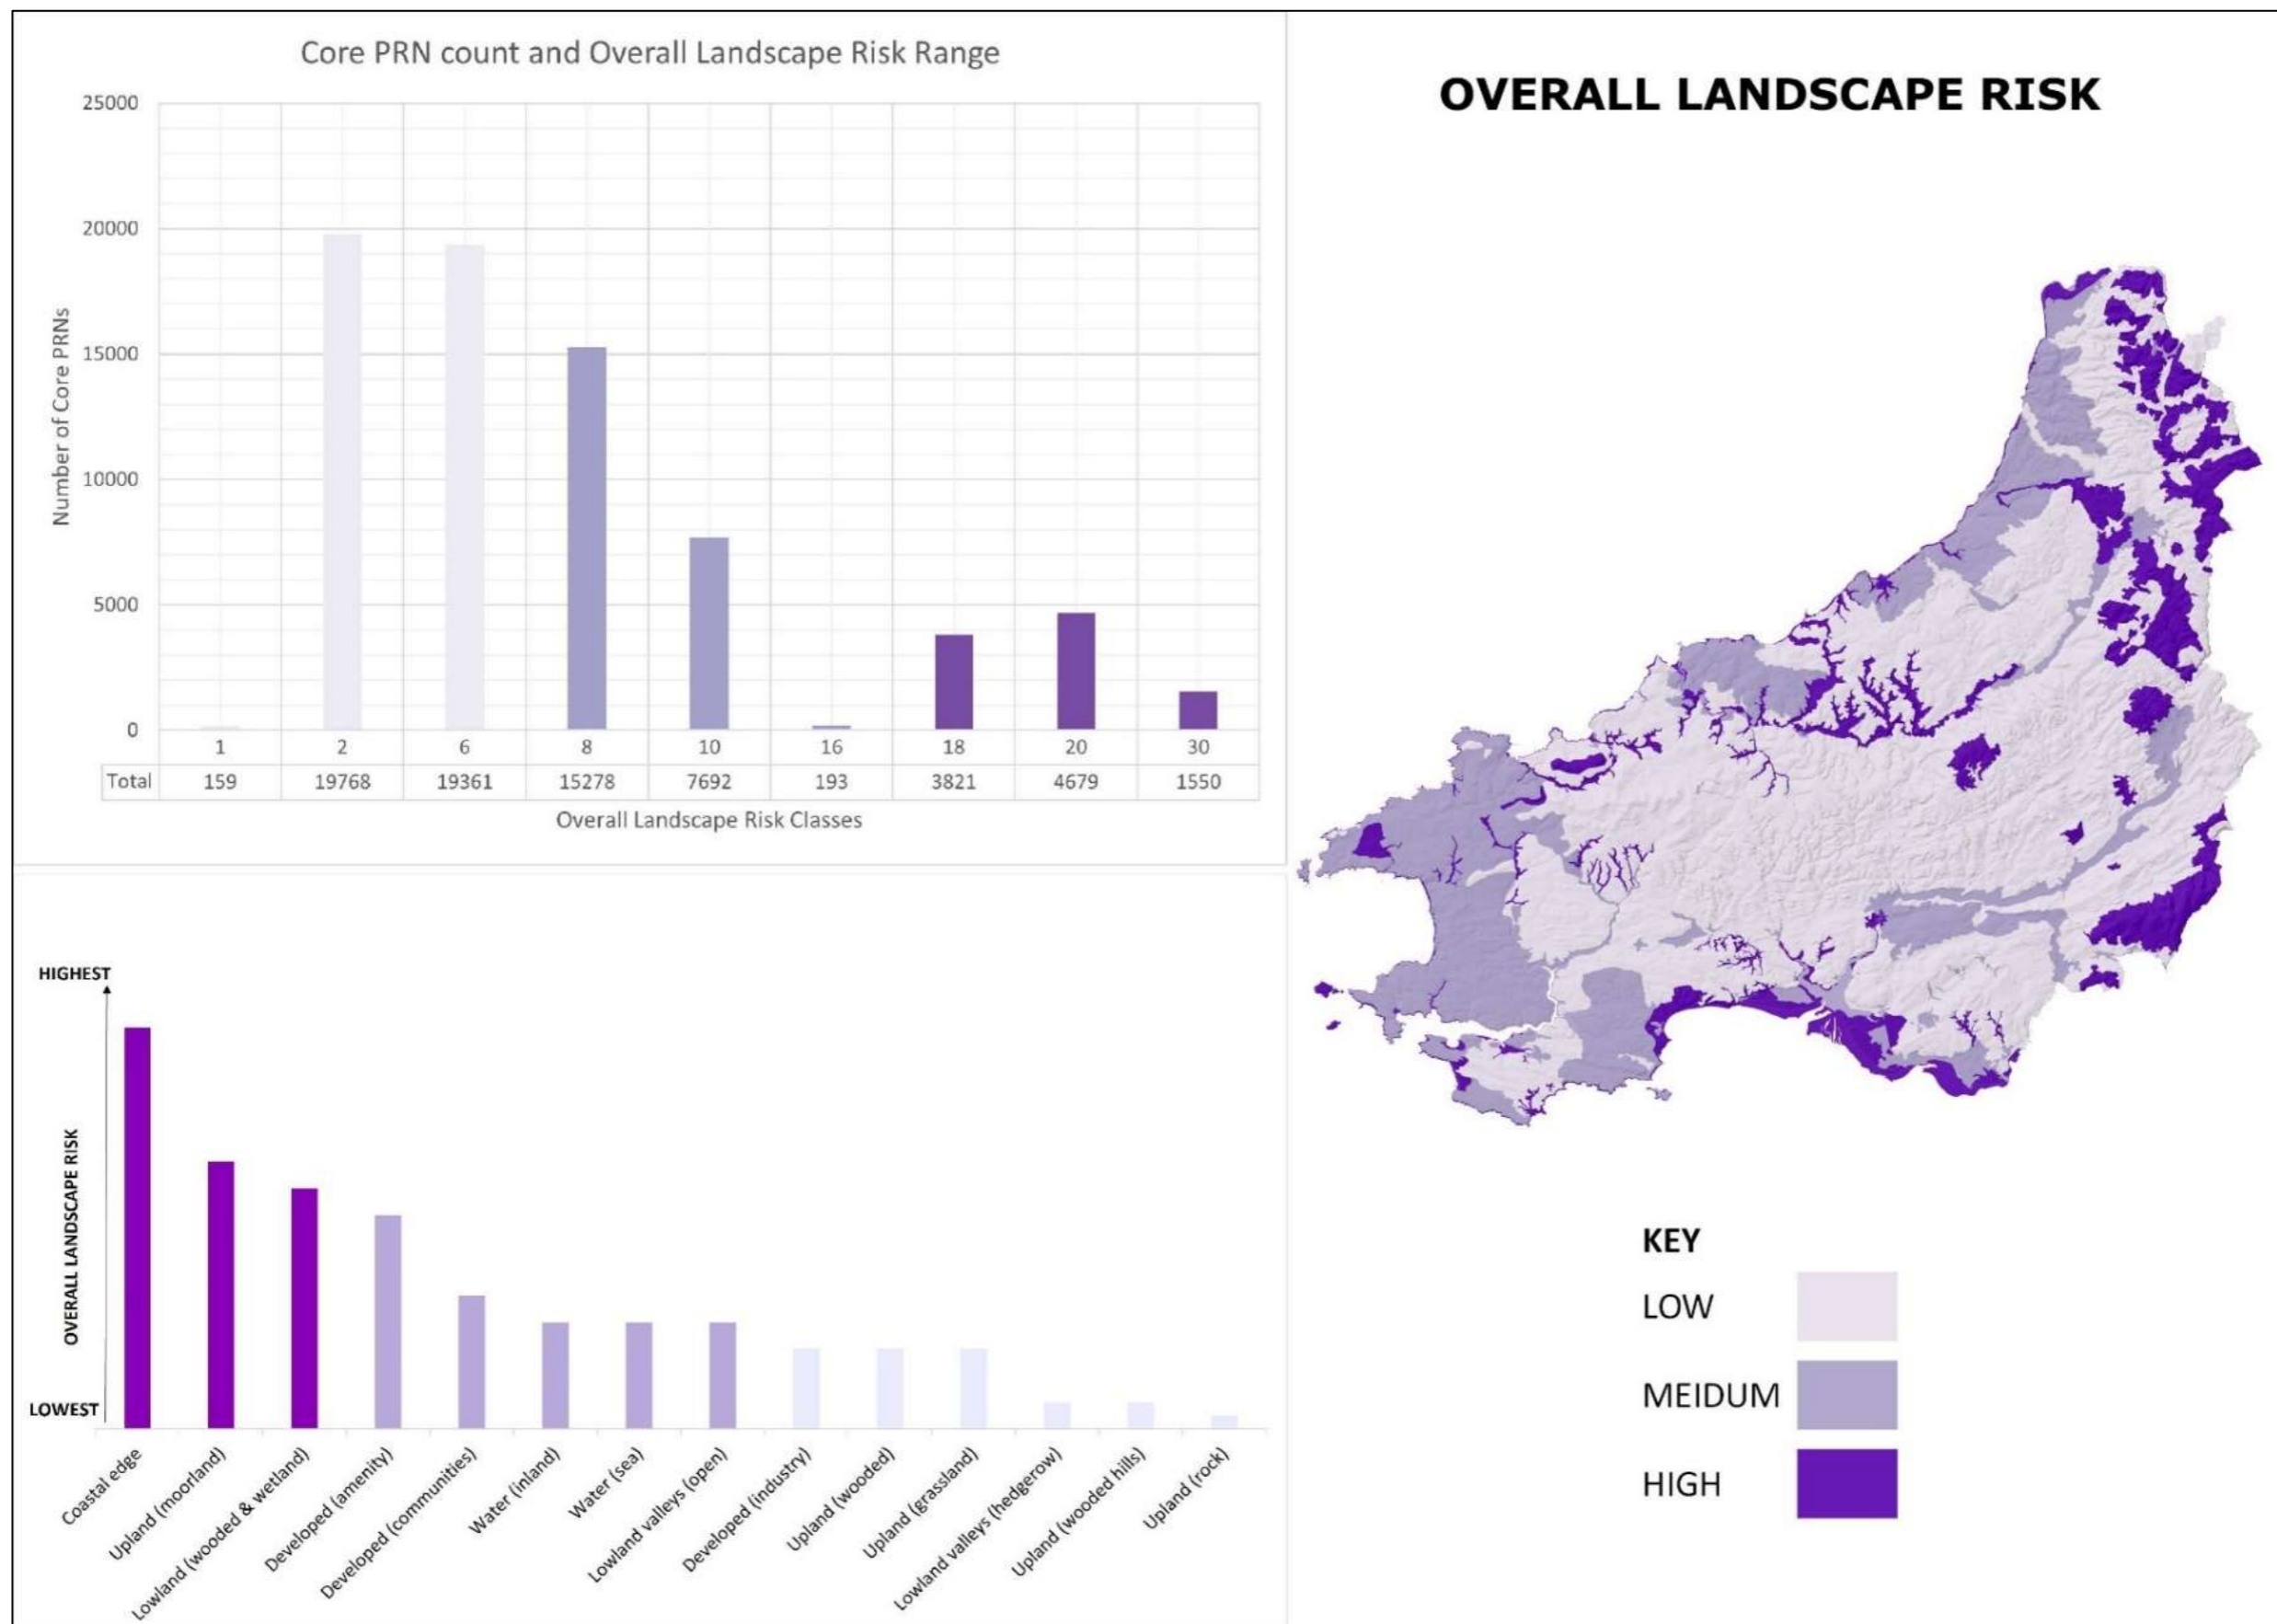 Core PRN count and Overall Landscape Risk Range
Number of Core PRNs
25000
20000
15000
10000
5000
0
1 2 6 8 10 16 18 20 30
Total 159 19768 19361 15278 7692 193 3821 4679 1550
Overall Landscape Risk Classes
HIGHEST
OVERALL LANDSCAPE RISK
LOWEST
Coastal edge
Upland (moorland)
Lowland (wooded & wetland)
Developed (amenity)
Developed (communities)
Water (inland)
Water (sea)
Lowland valleys (open)
Developed (industry)
Upland (wooded)
Upland (grassland)
Lowland valleys (hedgerow)
Upland (wooded hills)
Upland (rock)
OVERALL LANDSCAPE RISK
KEY
LOW
MEIDUM
HIGH